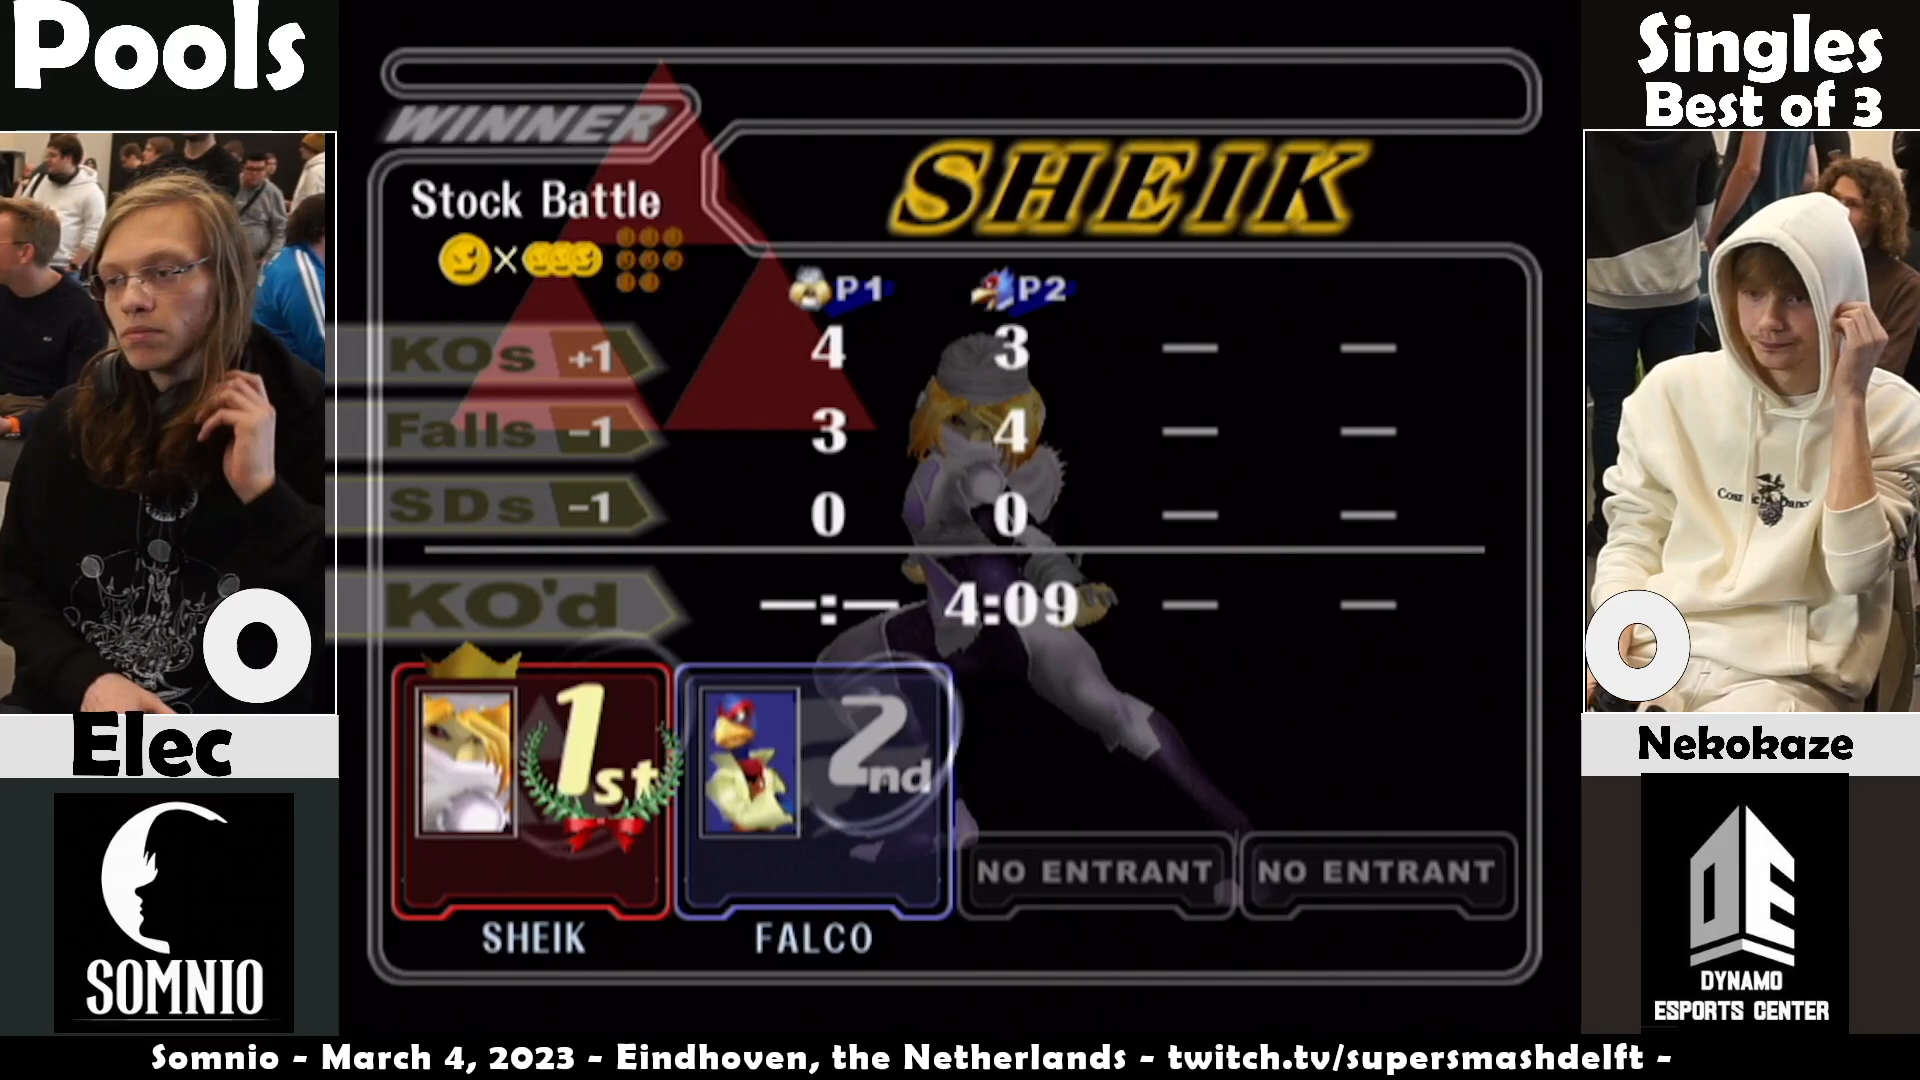 Pools
Singles
Best of 3
WINNER
SHEIK
Stock Battle
×
P1 P2
KOs +1 4 3 — —
Falls -1 3 4 — —
SDs -1 0 0 — —
KO'd —:— 4:09 — —
1st
2nd
NO ENTRANT
NO ENTRANT
SHEIK
FALCO
0
Elec
SOMNIO
0
Nekokaze
DE
DYNAMO
ESPORTS CENTER
Somnio - March 4, 2023 - Eindhoven, the Netherlands - twitch.tv/supersmashdelft -